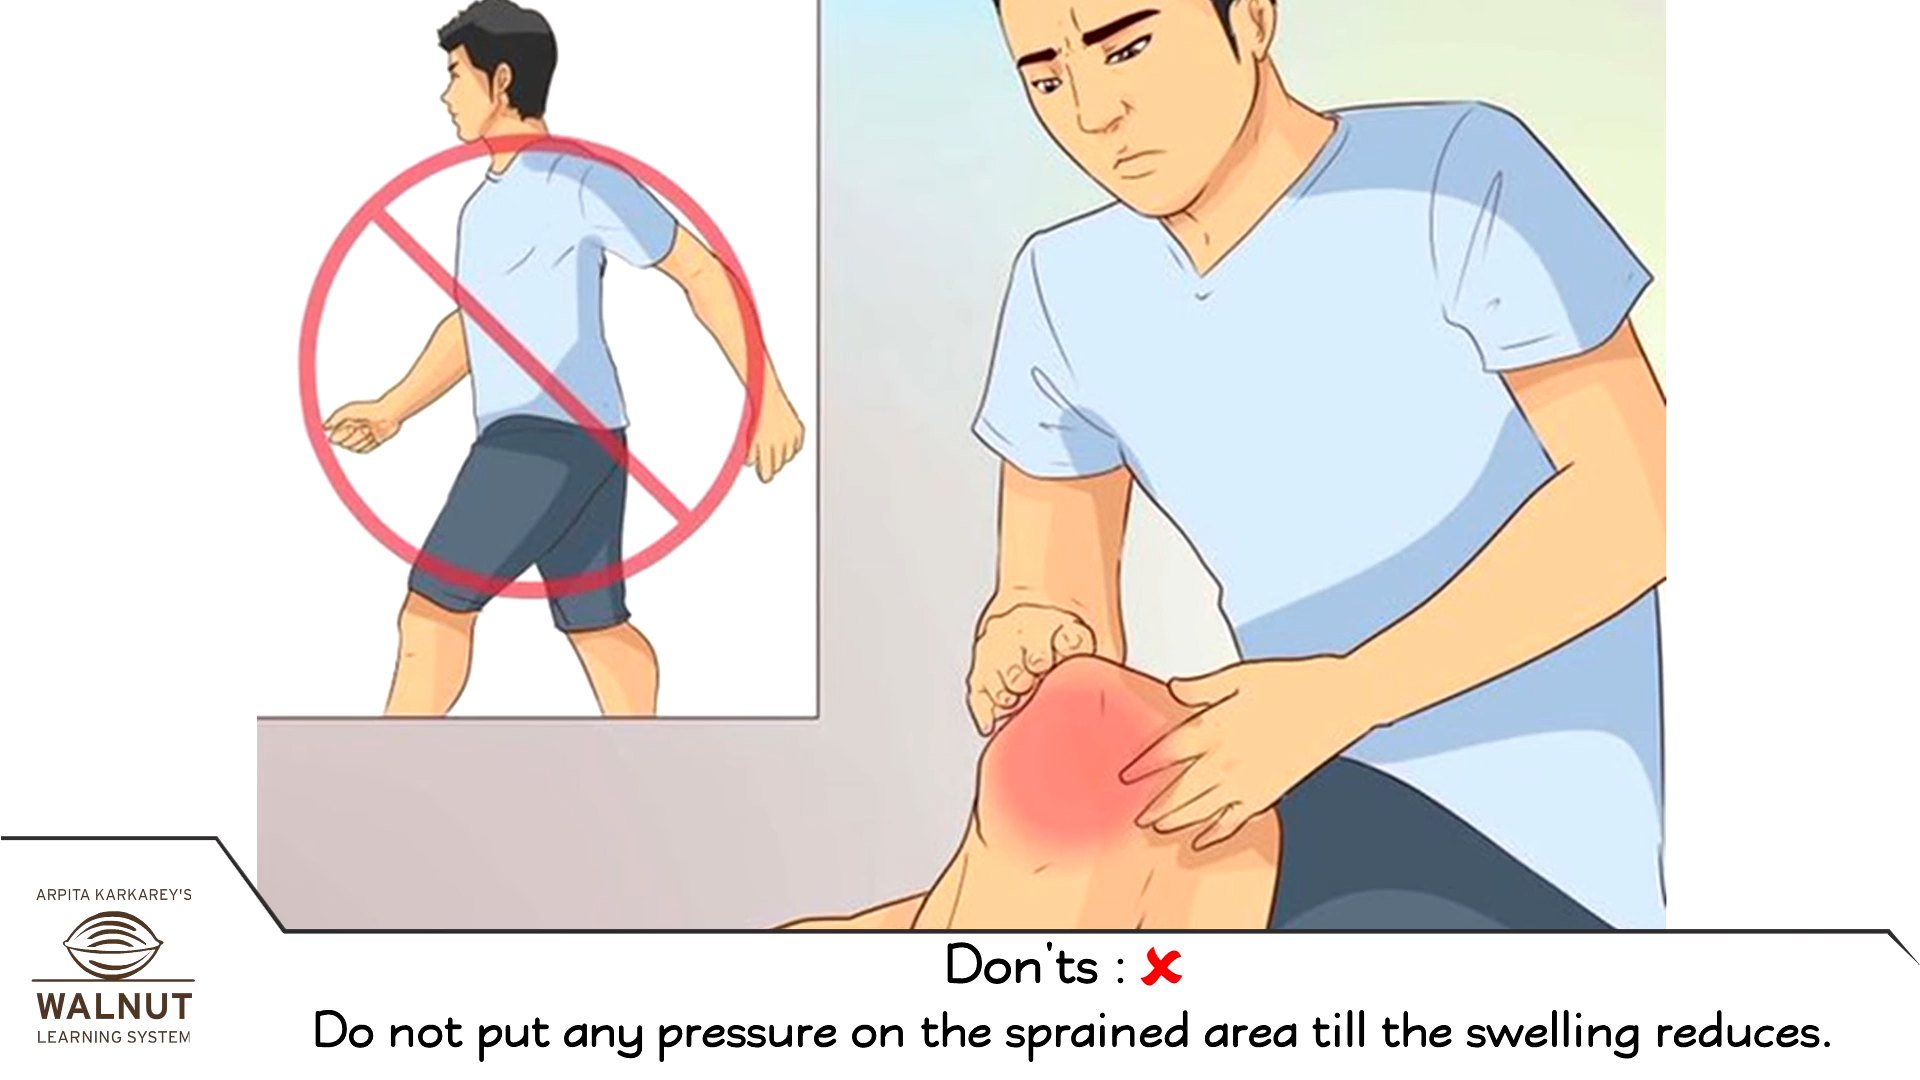 Don'ts : ✘
Do not put any pressure on the sprained area till the swelling reduces.
ARPITA KARKAREY'S
WALNUT
LEARNING SYSTEM